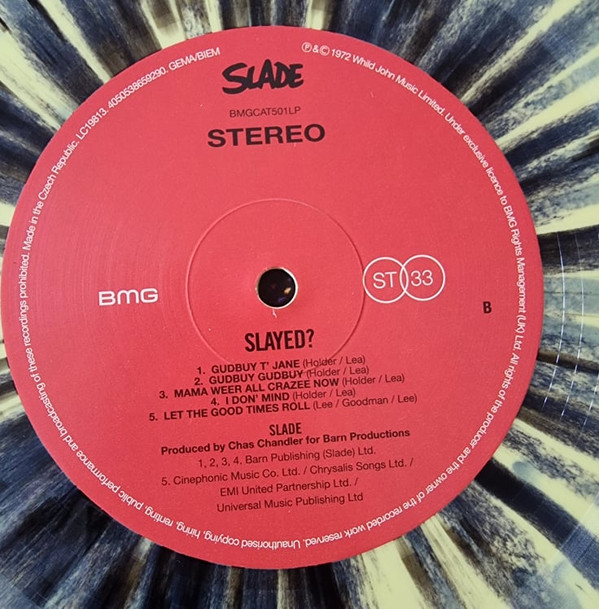 SLADE
BMGCAT501LP
STEREO
BMG
ST 33
B
SLAYED?
1. GUDBUY T' JANE (Holder / Lea)
2. GUDBUY GUDBUY (Holder / Lea)
3. MAMA WEER ALL CRAZEE NOW (Holder / Lea)
4. I DON' MIND (Holder / Lea)
5. LET THE GOOD TIMES ROLL (Lee / Goodman / Lee)
SLADE
Produced by Chas Chandler for Barn Productions
1, 2, 3, 4. Barn Publishing (Slade) Ltd.
5. Cinephonic Music Co. Ltd. / Chrysalis Songs Ltd. /
EMI United Partnership Ltd. /
Universal Music Publishing Ltd
℗ & © 1972 Whild John Music Limited. Under exclusive licence to BMG Rights Management (UK) Ltd. All rights of the producer and the owner of the recorded work reserved. Unauthorised copying, hiring, renting, public performance and broadcasting of these recordings prohibited. Made in the Czech Republic. LC19813. 4050538659290. GEMA/BIEM